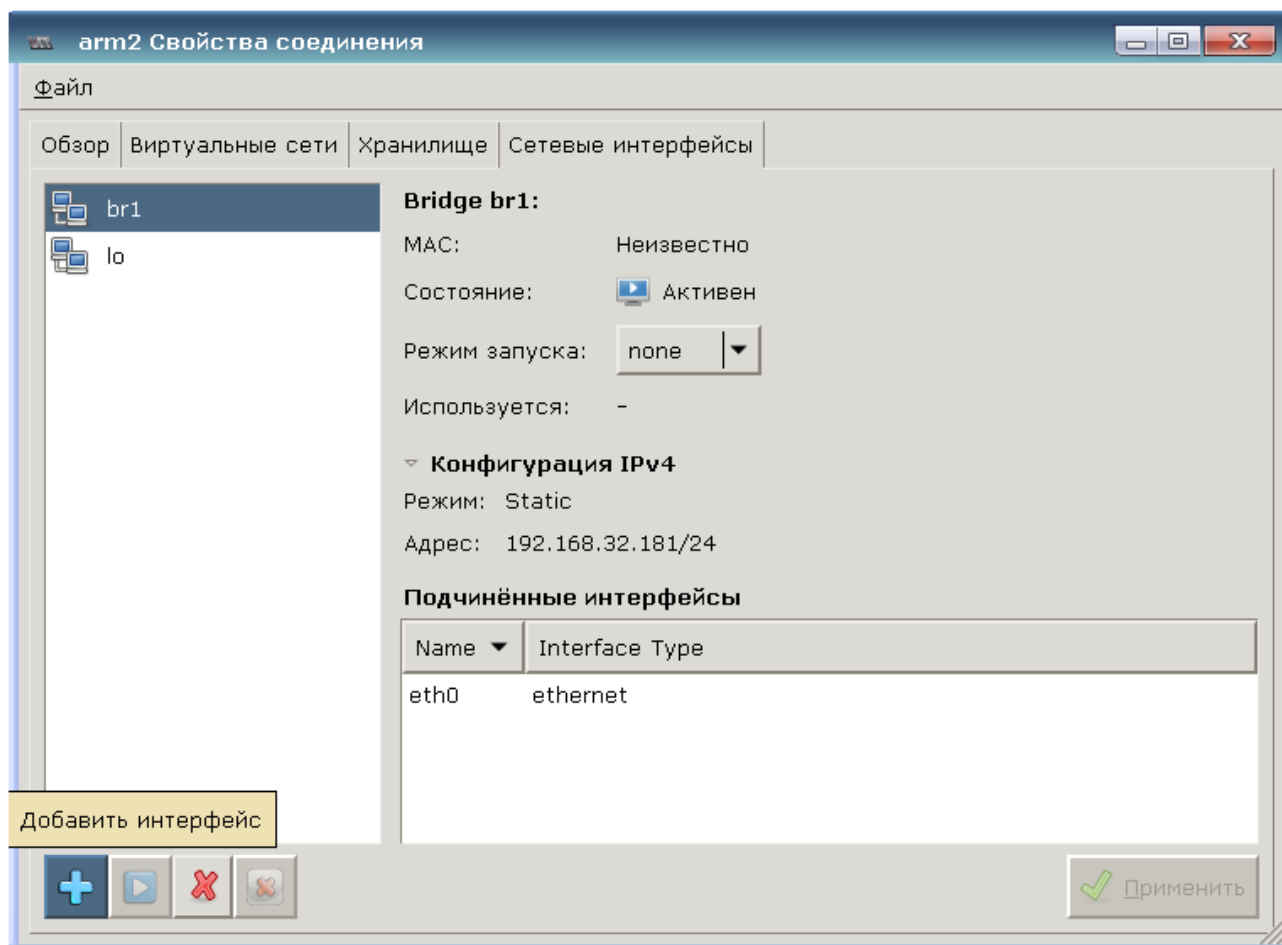 arm2 Свойства соединения
Файл
Обзор Виртуальные сети Хранилище Сетевые интерфейсы
br1
lo
Bridge br1:
MAC: Неизвестно
Состояние: Активен
Режим запуска: none
Используется: -
Конфигурация IPv4
Режим: Static
Адрес: 192.168.32.181/24
Подчинённые интерфейсы
Name Interface Type
eth0 ethernet
Добавить интерфейс
Применить